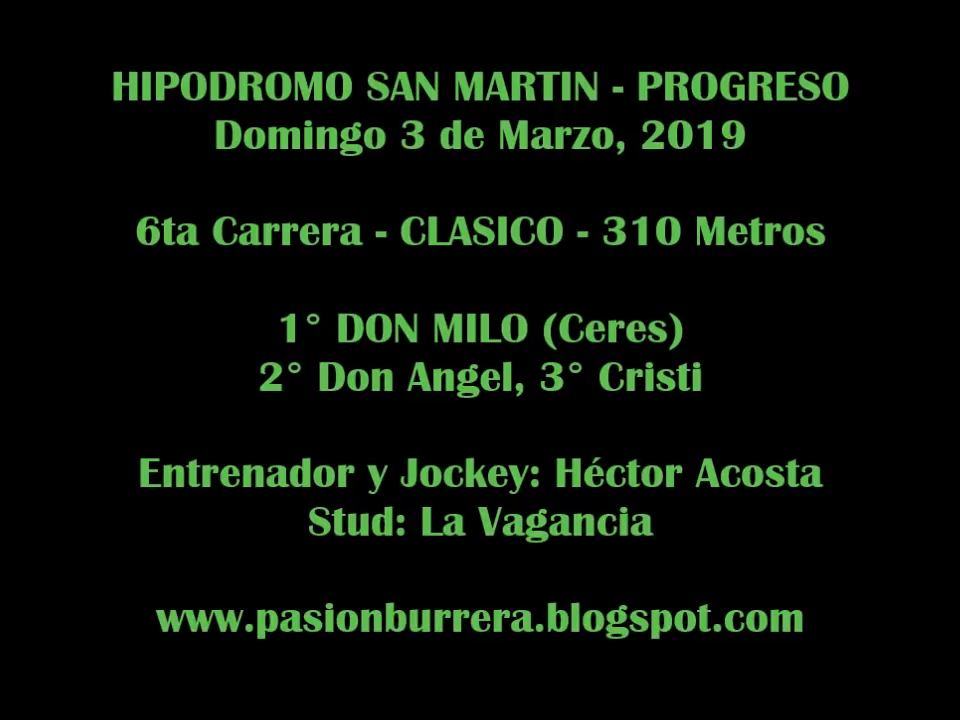 HIPODROMO SAN MARTIN - PROGRESO
Domingo 3 de Marzo, 2019
6ta Carrera - CLASICO - 310 Metros
1° DON MILO (Ceres)
2° Don Angel, 3° Cristi
Entrenador y Jockey: Héctor Acosta
Stud: La Vagancia
www.pasionburrera.blogspot.com